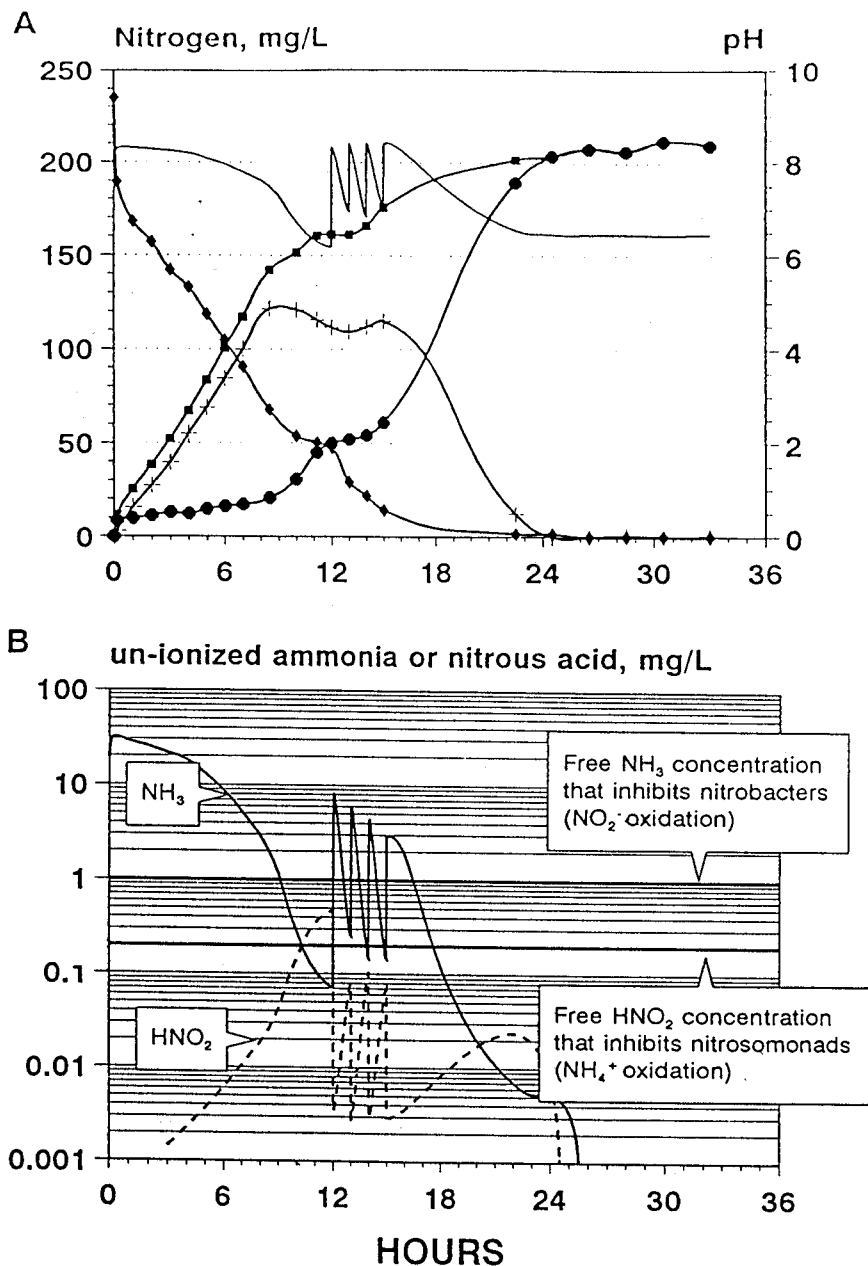 A
Nitrogen, mg/L
pH
250
200
150
100
50
0
10
8
6
4
2
0
0 6 12 18 24 30 36
B
un-ionized ammonia or nitrous acid, mg/L
100
10
1
0.1
0.01
0.001
NH₃
HNO₂
Free NH₃ concentration
that inhibits nitrobacters
(NO₂⁻ oxidation)
Free HNO₂ concentration
that inhibits nitrosomonads
(NH₄⁺ oxidation)
0 6 12 18 24 30 36
HOURS